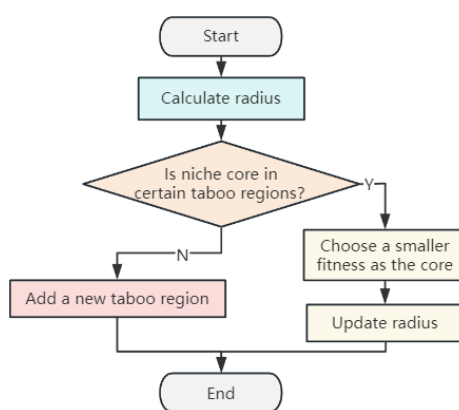 Start
Calculate radius
Is niche core in
certain taboo regions?
Y
N
Choose a smaller
fitness as the core
Add a new taboo region
Update radius
End